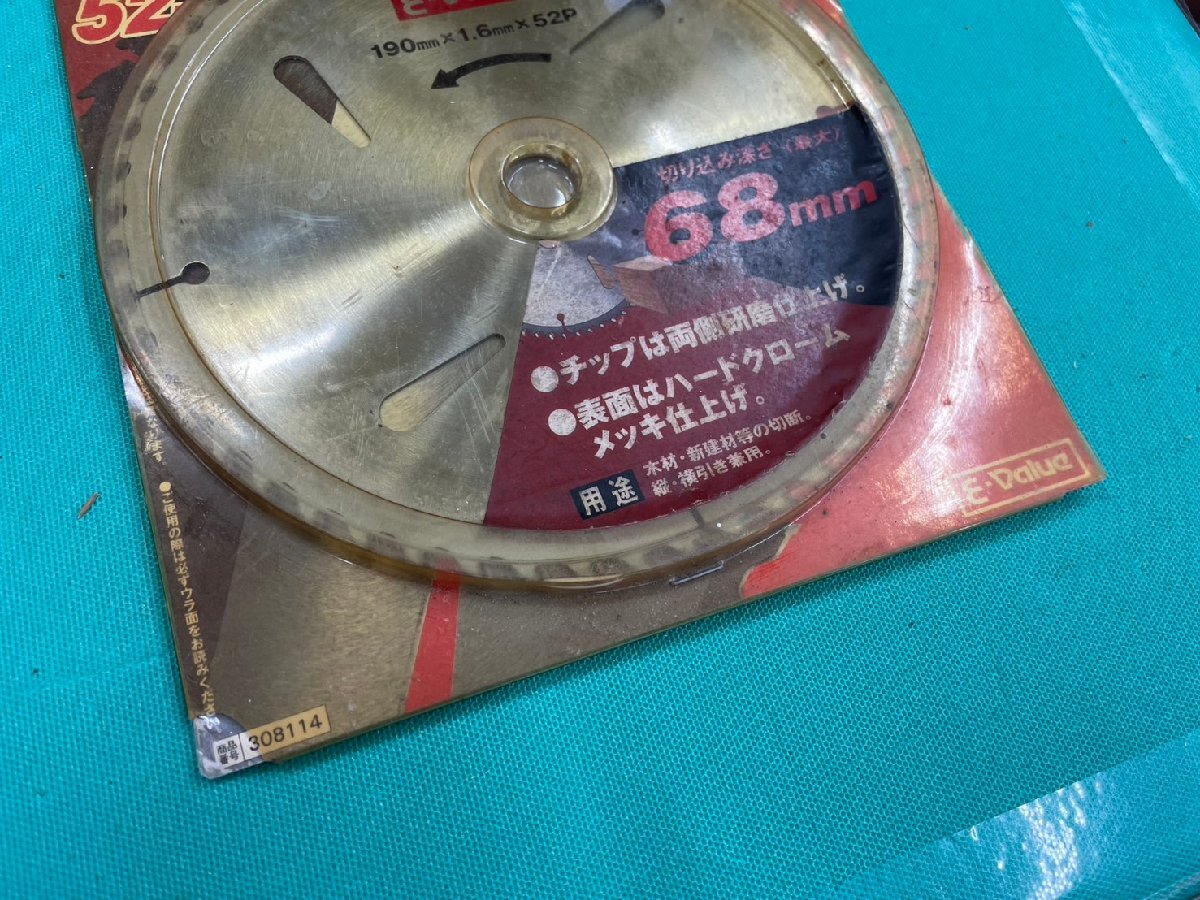 52
E·Value
190mm×1.6mm×52P
切り込み深さ(最大)
68mm
●チップは両側研磨仕上げ。
●表面はハードクローム
メッキ仕上げ。
用途
木材・新建材等の切断。
縦・横引き兼用。
E·Value
●ご使用の際は必ずウラ面をお読みくださ
商品番号
308114